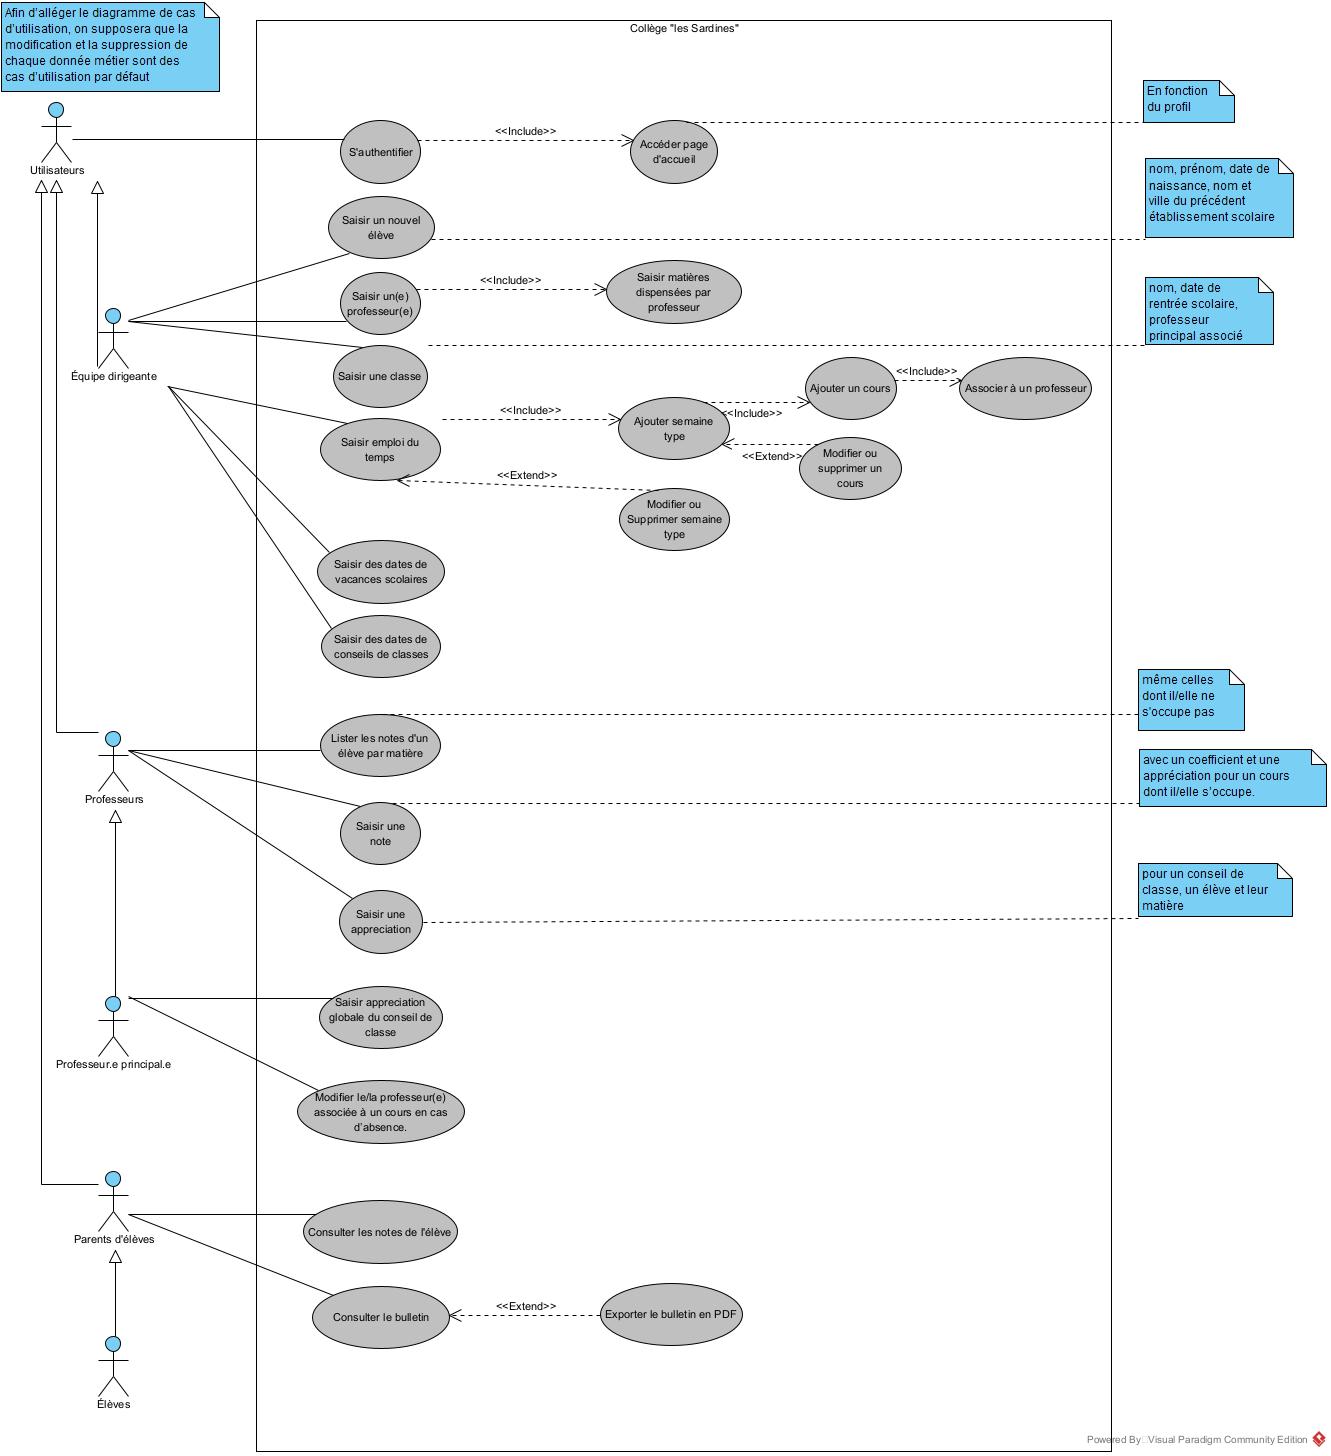 Afin d'alléger le diagramme de cas
d'utilisation, on supposera que la
modification et la suppression de
chaque donnée métier sont des
cas d'utilisation par défaut
Collège "les Sardines"
En fonction
du profil
Utilisateurs
S'authentifier
<<Include>>
Accéder page
d'accueil
nom, prénom, date de
naissance, nom et
ville du précédent
établissement scolaire
Saisir un nouvel
élève
Saisir un(e)
professeur(e)
<<Include>>
Saisir matières
dispensées par
professeur
nom, date de
rentrée scolaire,
professeur
principal associé
Équipe dirigeante
Saisir une classe
Saisir emploi du
temps
<<Include>>
Ajouter semaine
type
<<Include>>
Ajouter un cours
<<Include>>
Associer à un professeur
<<Extend>>
Modifier ou
supprimer un
cours
<<Extend>>
Modifier ou
Supprimer semaine
type
Saisir des dates de
vacances scolaires
Saisir des dates de
conseils de classes
même celles
dont il/elle ne
s'occupe pas
Professeurs
Lister les notes d'un
élève par matière
avec un coefficient et une
appréciation pour un cours
dont il/elle s'occupe.
Saisir une
note
pour un conseil de
classe, un élève et leur
matière
Saisir une
appreciation
Professeur.e principal.e
Saisir appreciation
globale du conseil de
classe
Modifier le/la professeur(e)
associée à un cours en cas
d'absence.
Parents d'élèves
Consulter les notes de l'élève
Consulter le bulletin
<<Extend>>
Exporter le bulletin en PDF
Élèves
Powered By Visual Paradigm Community Edition